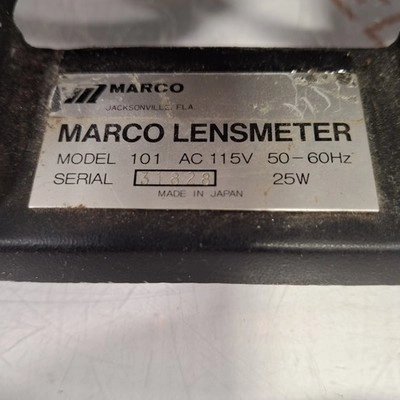 MARCO
JACKSONVILLE, FLA
MARCO LENSMETER
MODEL 101 AC 115V 50-60Hz
SERIAL 31328 25W
MADE IN JAPAN